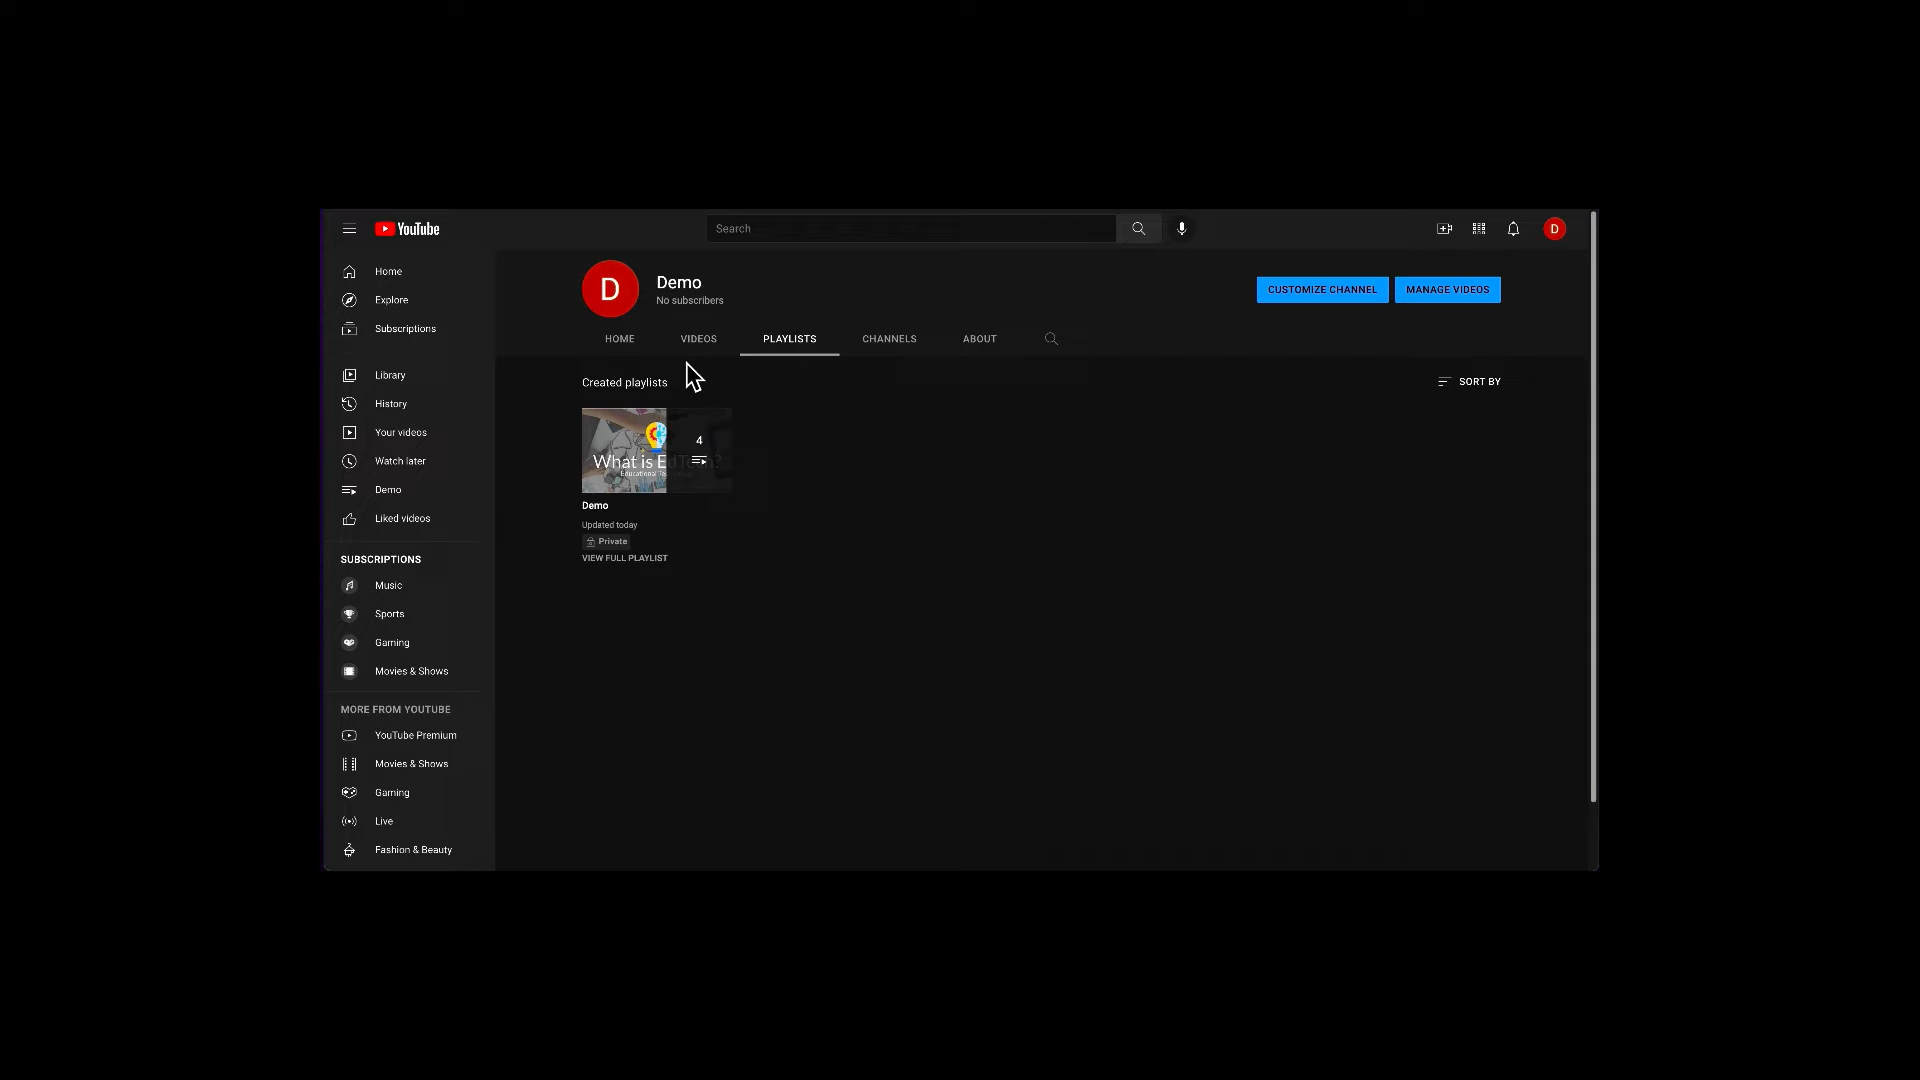 YouTube
Search
D
Home
Explore
Subscriptions
Library
History
Your videos
Watch later
Demo
Liked videos
SUBSCRIPTIONS
Music
Sports
Gaming
Movies & Shows
MORE FROM YOUTUBE
YouTube Premium
Movies & Shows
Gaming
Live
Fashion & Beauty
D
Demo
No subscribers
CUSTOMIZE CHANNEL
MANAGE VIDEOS
HOME
VIDEOS
PLAYLISTS
CHANNELS
ABOUT
Created playlists
SORT BY
4
What is EdTech?
Demo
Updated today
Private
VIEW FULL PLAYLIST